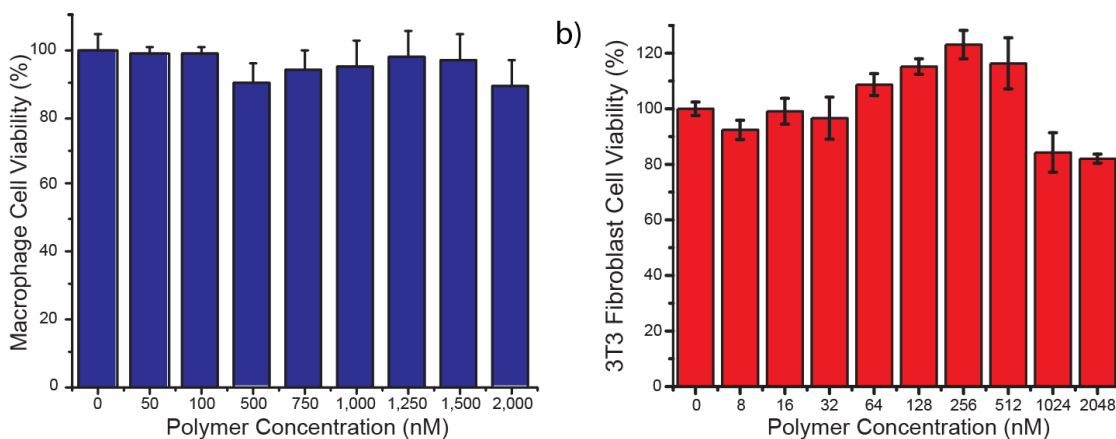 Macrophage Cell Viability (%)
100
80
60
40
20
0
0 50 100 500 750 1,000 1,250 1,500 2,000
Polymer Concentration (nM)
b)
3T3 Fibroblast Cell Viability (%)
120
100
80
60
40
20
0
0 8 16 32 64 128 256 512 1024 2048
Polymer Concentration (nM)